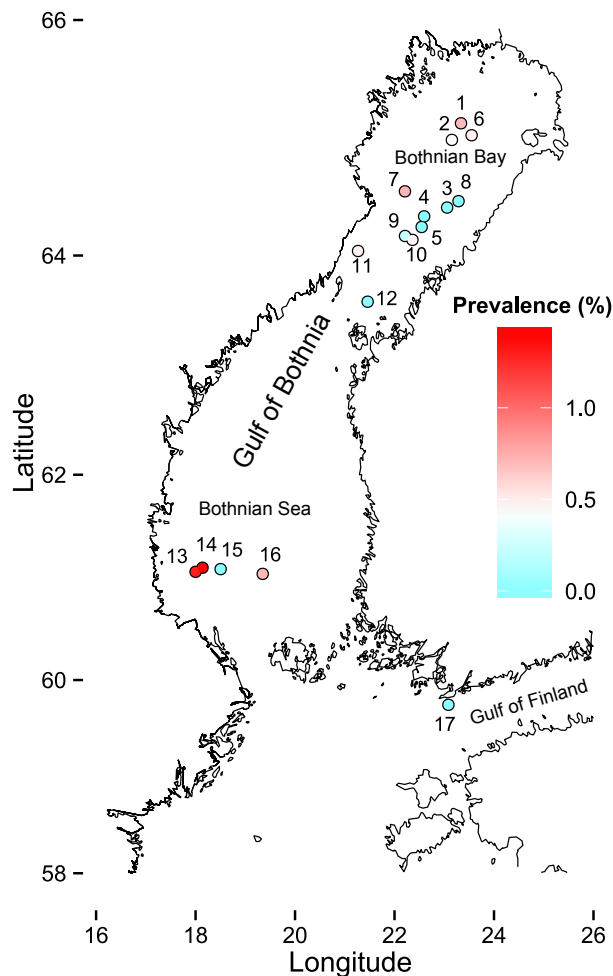 66
1
2 6
Bothnian Bay
7
4 3 8
9
5
64
10
11
12
Prevalence (%)
Gulf of Bothnia
1.0
Latitude
62
0.5
Bothnian Sea
13 14 15 16
0.0
60
Gulf of Finland
17
58
16 18 20 22 24 26
Longitude